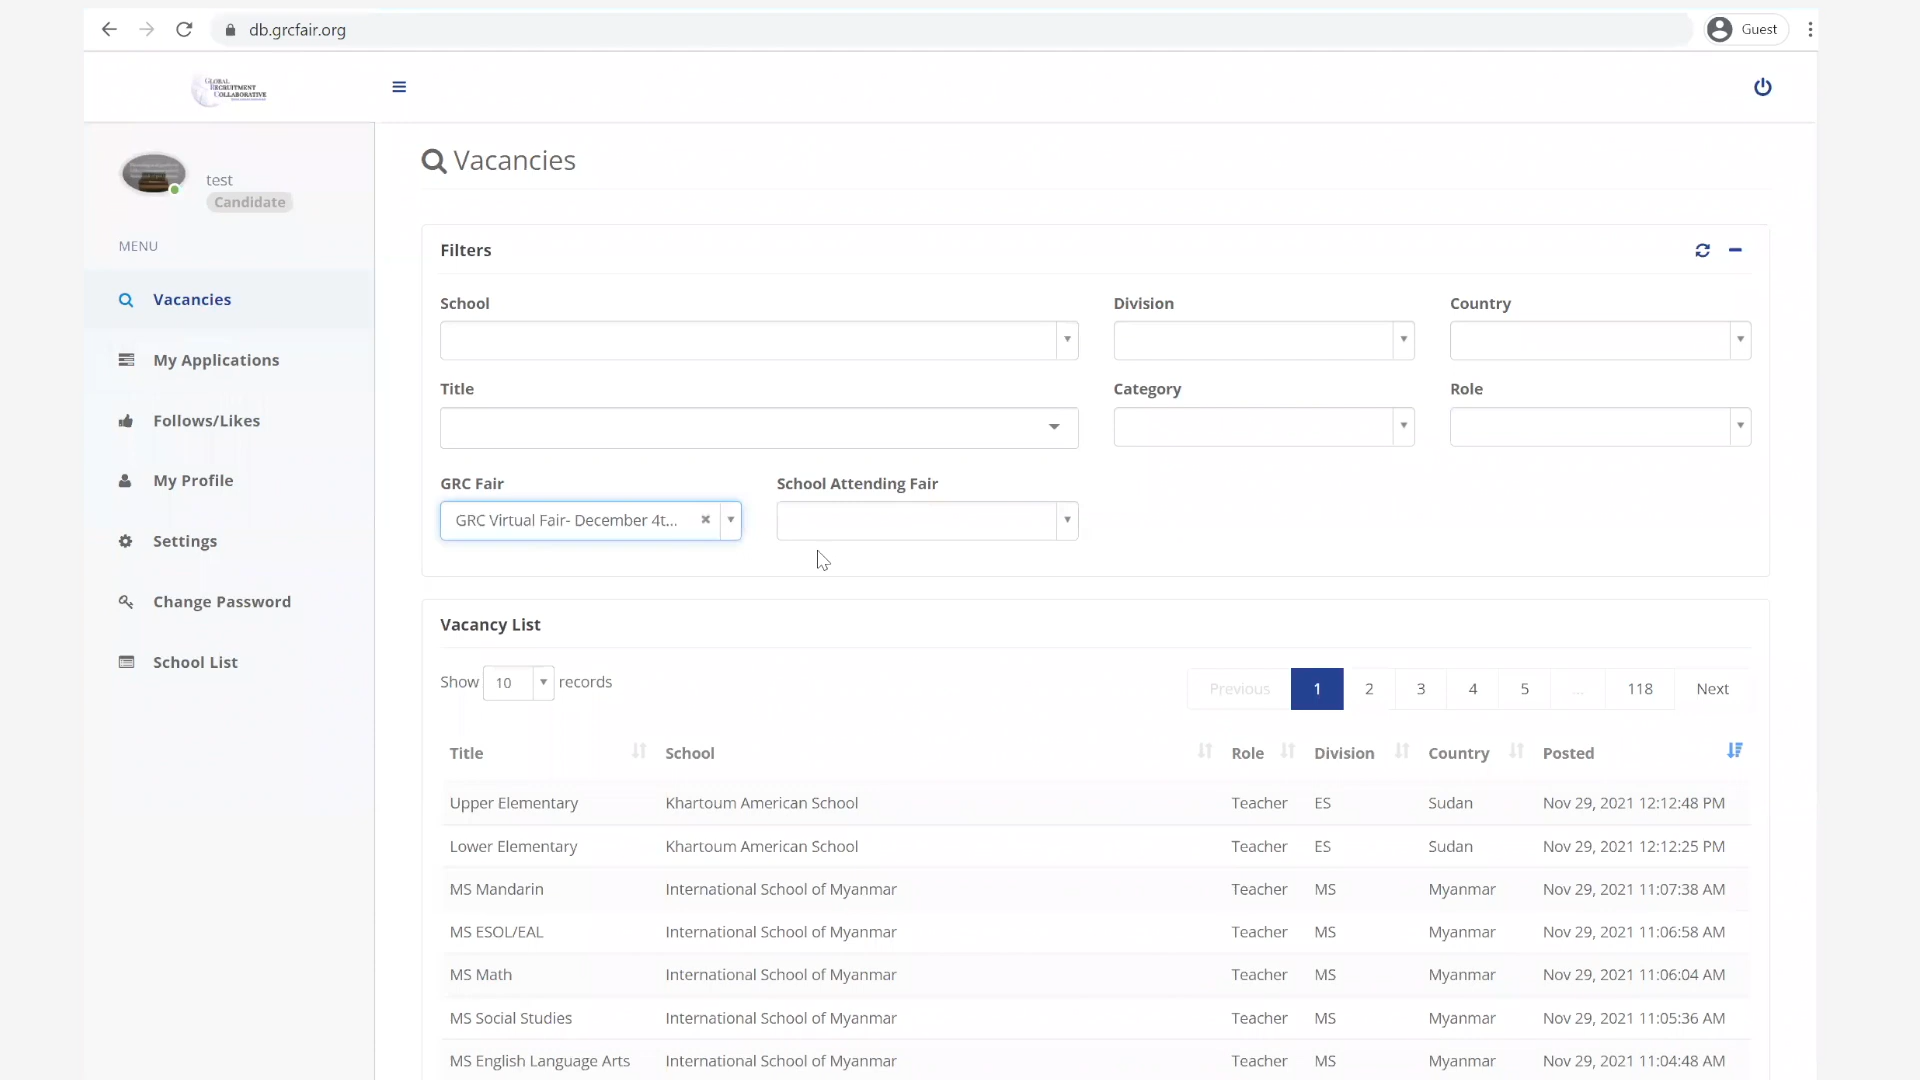 db.grcfair.org
Guest
GLOBAL
RECRUITMENT
COLLABORATIVE
test
Candidate
MENU
Vacancies
My Applications
Follows/Likes
My Profile
Settings
Change Password
School List
Vacancies
Filters
School
Division
Country
Title
Category
Role
GRC Fair
School Attending Fair
GRC Virtual Fair- December 4t...
Vacancy List
Show 10 records
Previous 1 2 3 4 5 ... 118 Next
Title School Role Division Country Posted
Upper Elementary Khartoum American School Teacher ES Sudan Nov 29, 2021 12:12:48 PM
Lower Elementary Khartoum American School Teacher ES Sudan Nov 29, 2021 12:12:25 PM
MS Mandarin International School of Myanmar Teacher MS Myanmar Nov 29, 2021 11:07:38 AM
MS ESOL/EAL International School of Myanmar Teacher MS Myanmar Nov 29, 2021 11:06:58 AM
MS Math International School of Myanmar Teacher MS Myanmar Nov 29, 2021 11:06:04 AM
MS Social Studies International School of Myanmar Teacher MS Myanmar Nov 29, 2021 11:05:36 AM
MS English Language Arts International School of Myanmar Teacher MS Myanmar Nov 29, 2021 11:04:48 AM